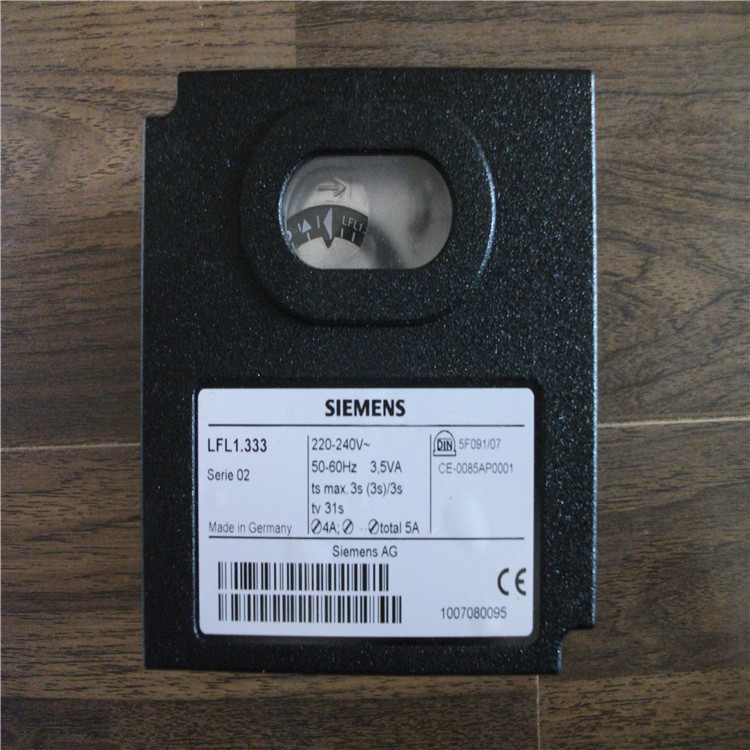 LFL1.
SIEMENS
LFL1.333
Serie 02
Made in Germany
220-240V~
50-60Hz 3,5VA
ts max. 3s (3s)/3s
tv 31s
⊘4A; ⊘ ⊘total 5A
DIN 5F091/07
CE-0085AP0001
Siemens AG
CE
1007080095